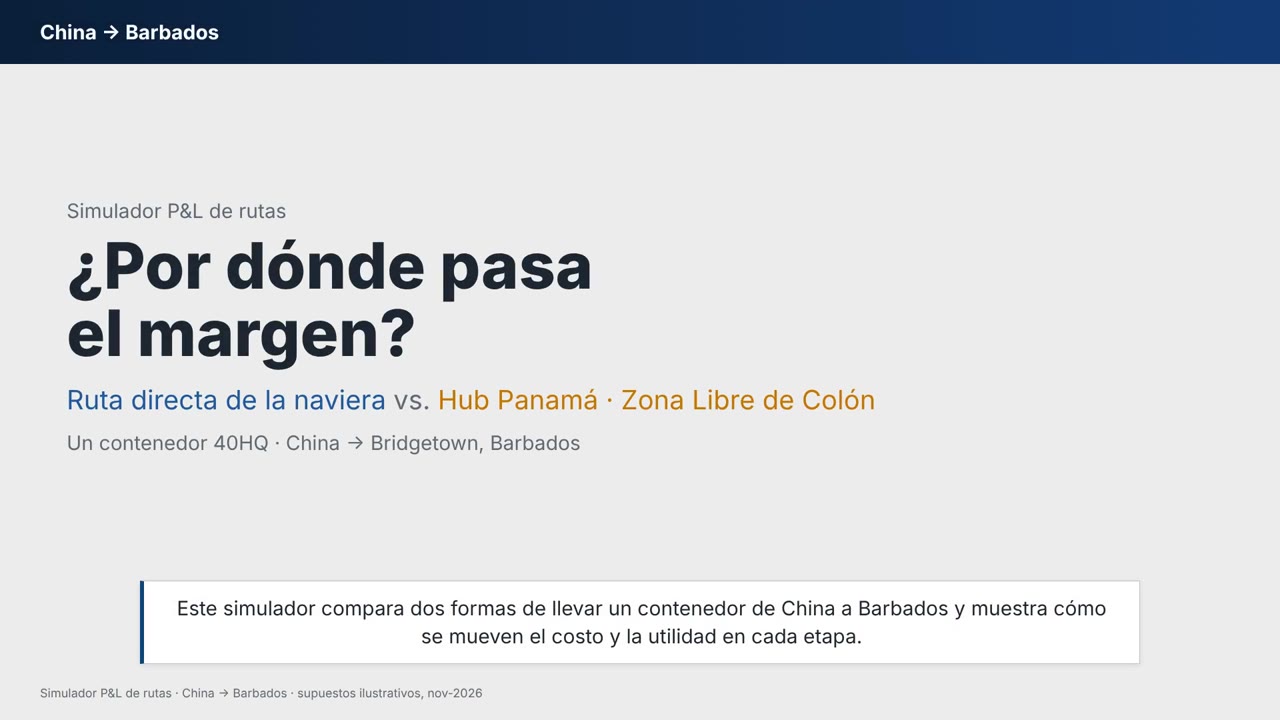 China → Barbados
Simulador P&L de rutas
¿Por dónde pasa
el margen?
Ruta directa de la naviera vs. Hub Panamá · Zona Libre de Colón
Un contenedor 40HQ · China → Bridgetown, Barbados
Este simulador compara dos formas de llevar un contenedor de China a Barbados y muestra cómo
se mueven el costo y la utilidad en cada etapa.
Simulador P&L de rutas · China → Barbados · supuestos ilustrativos, nov-2026